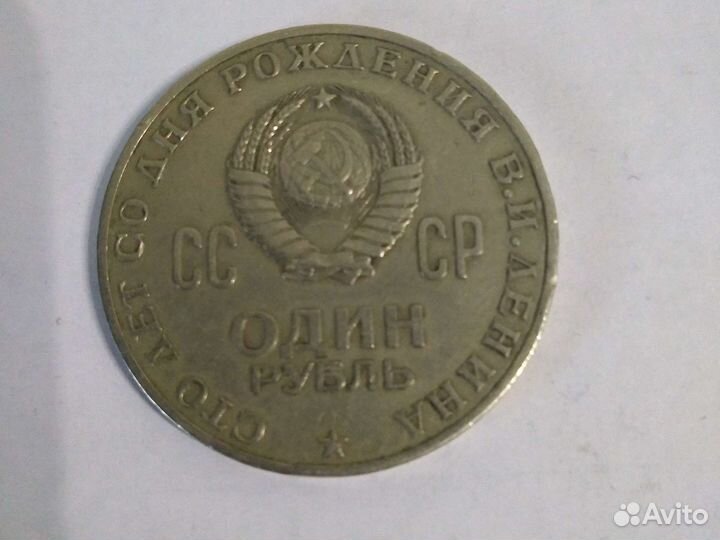 СТО ЛЕТ СО ДНЯ РОЖДЕНИЯ В.И.ЛЕНИНА
СС СР
ОДИН
РУБЛЬ
Avito